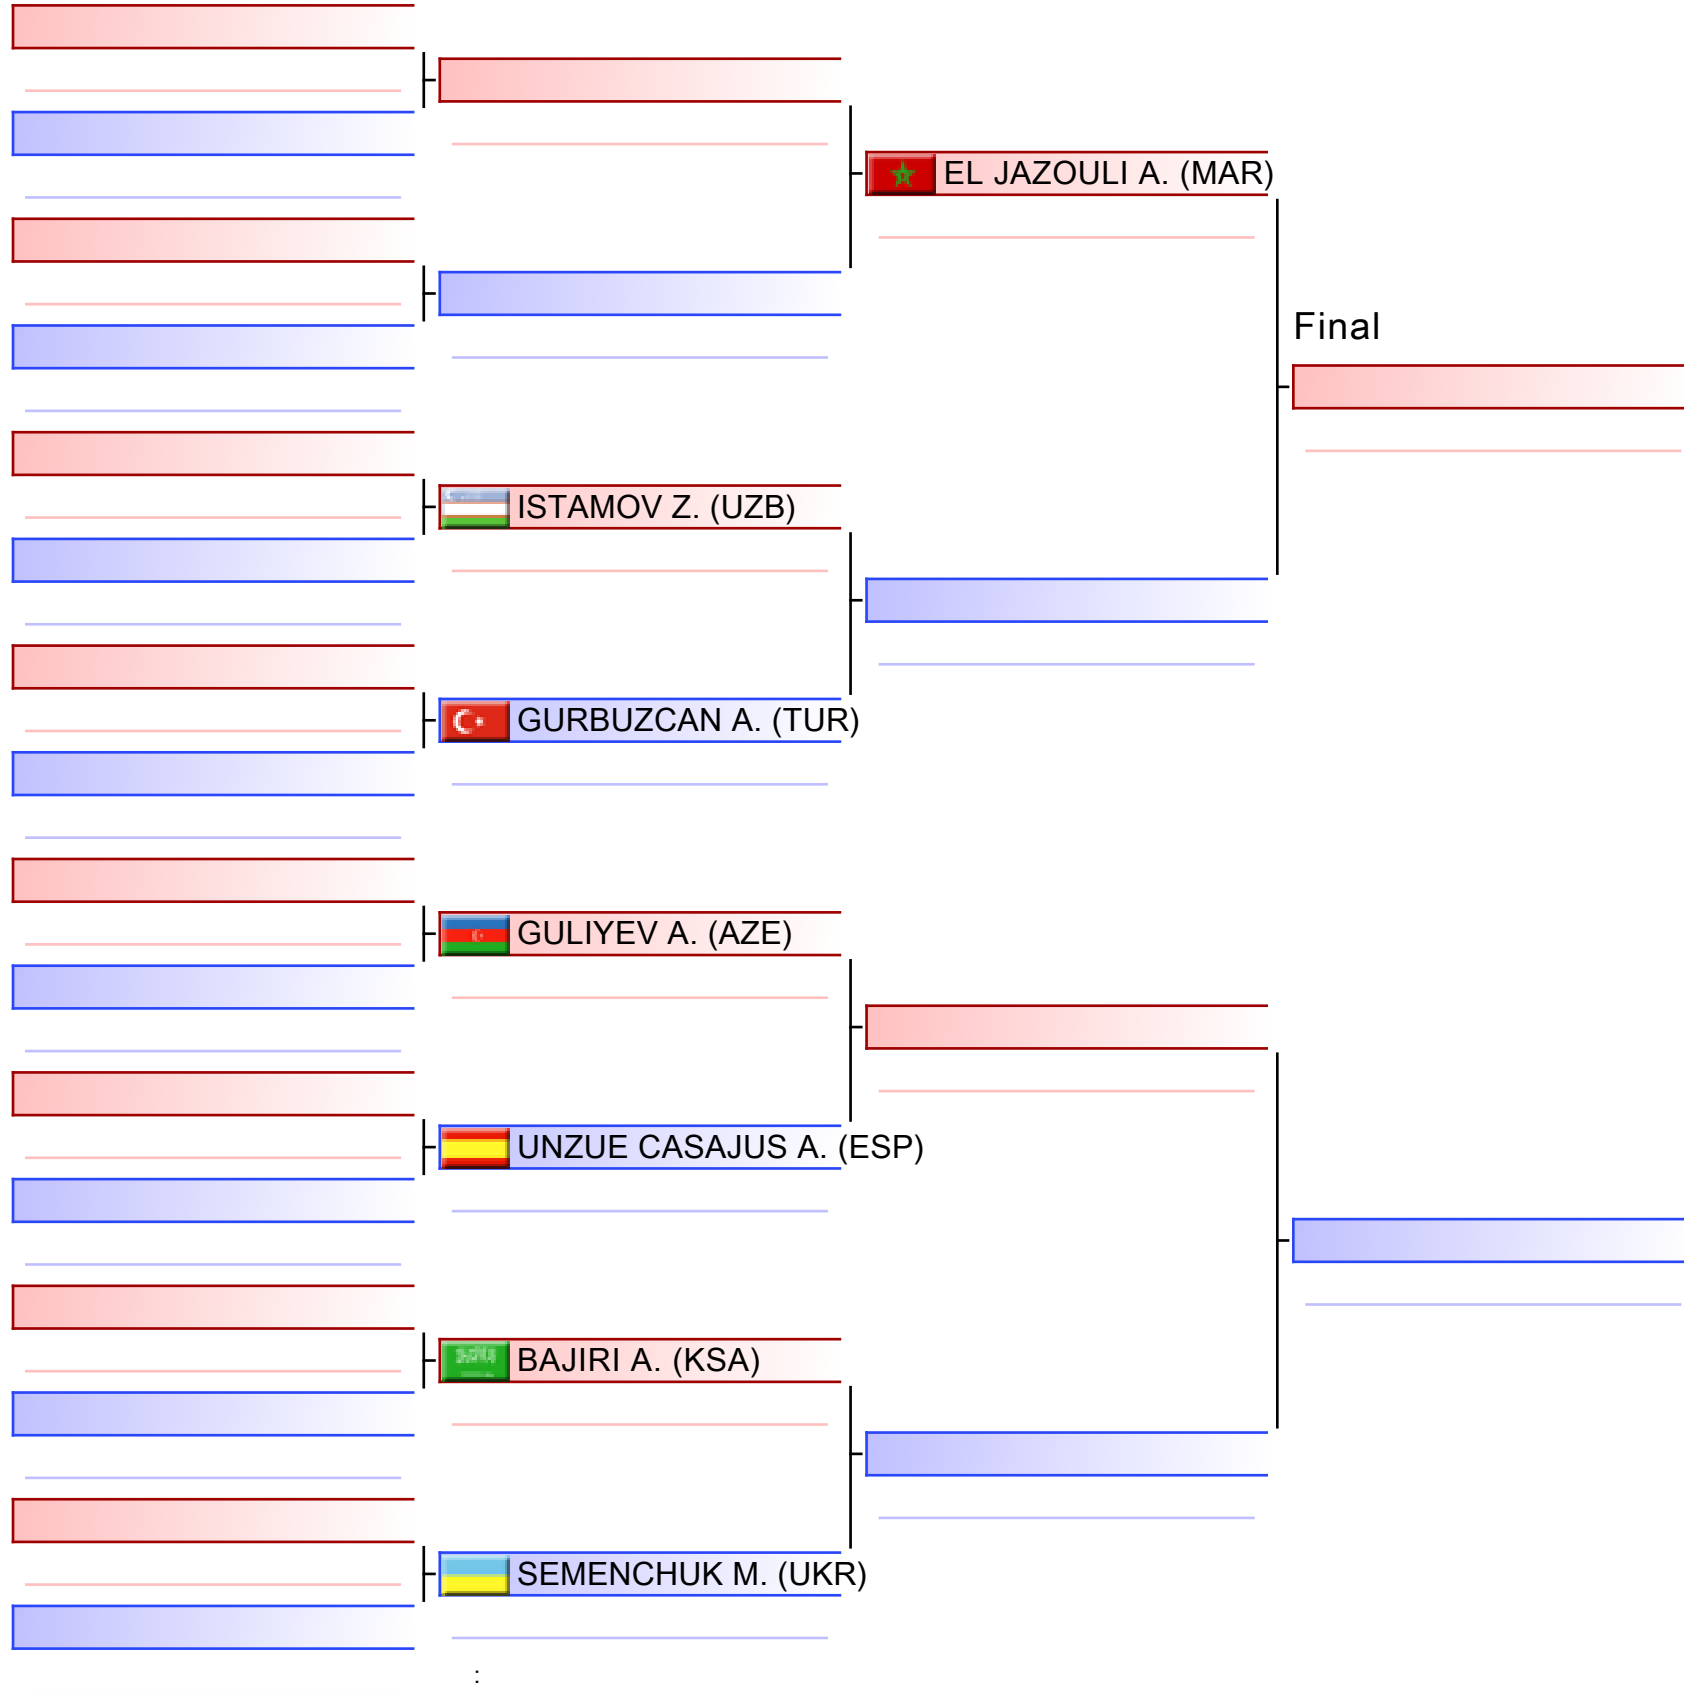 EL JAZOULI A. (MAR)
Final
ISTAMOV Z. (UZB)
GURBUZCAN A. (TUR)
GULIYEV A. (AZE)
UNZUE CASAJUS A. (ESP)
BAJIRI A. (KSA)
SEMENCHUK M. (UKR)
: